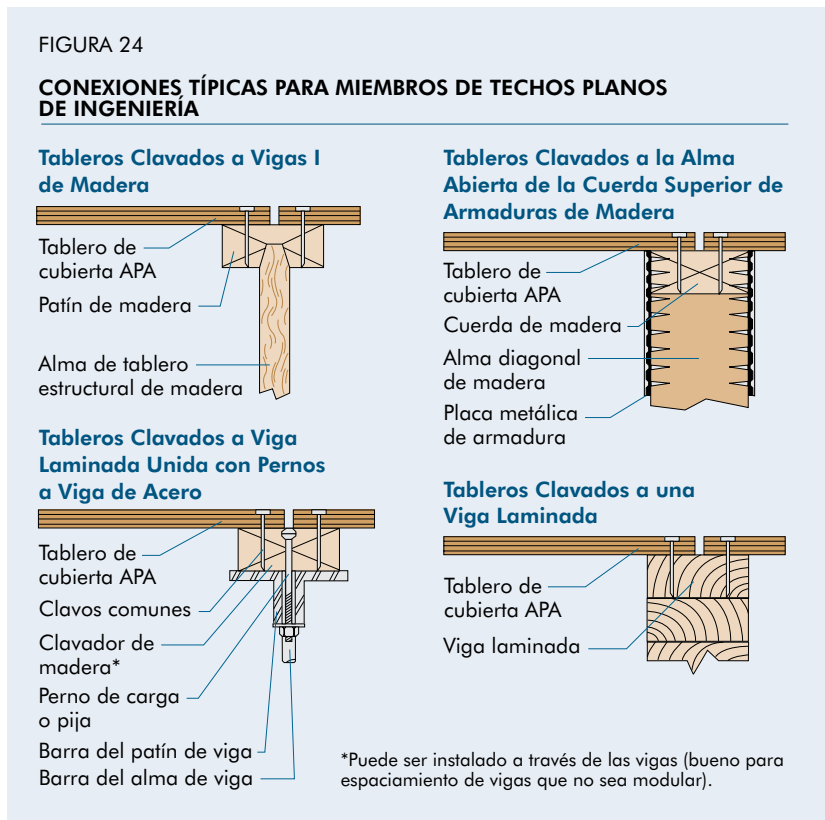 FIGURA 24
CONEXIONES TÍPICAS PARA MIEMBROS DE TECHOS PLANOS
DE INGENIERÍA
Tableros Clavados a Vigas I
de Madera
Tablero de
cubierta APA
Patín de madera
Alma de tablero
estructural de madera
Tableros Clavados a la Alma
Abierta de la Cuerda Superior de
Armaduras de Madera
Tablero de
cubierta APA
Cuerda de madera
Alma diagonal
de madera
Placa metálica
de armadura
Tableros Clavados a Viga
Laminada Unida con Pernos
a Viga de Acero
Tablero de
cubierta APA
Clavos comunes
Clavador de
madera*
Perno de carga
o pija
Barra del patín de viga
Barra del alma de viga
Tableros Clavados a una
Viga Laminada
Tablero de
cubierta APA
Viga laminada
*Puede ser instalado a través de las vigas (bueno para
espaciamiento de vigas que no sea modular).